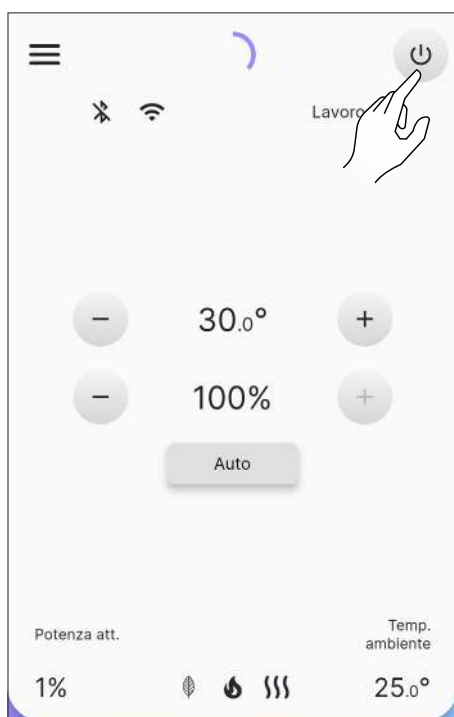 Lavoro
30.0°
100%
Auto
Potenza att.
Temp.
ambiente
1%
25.0°